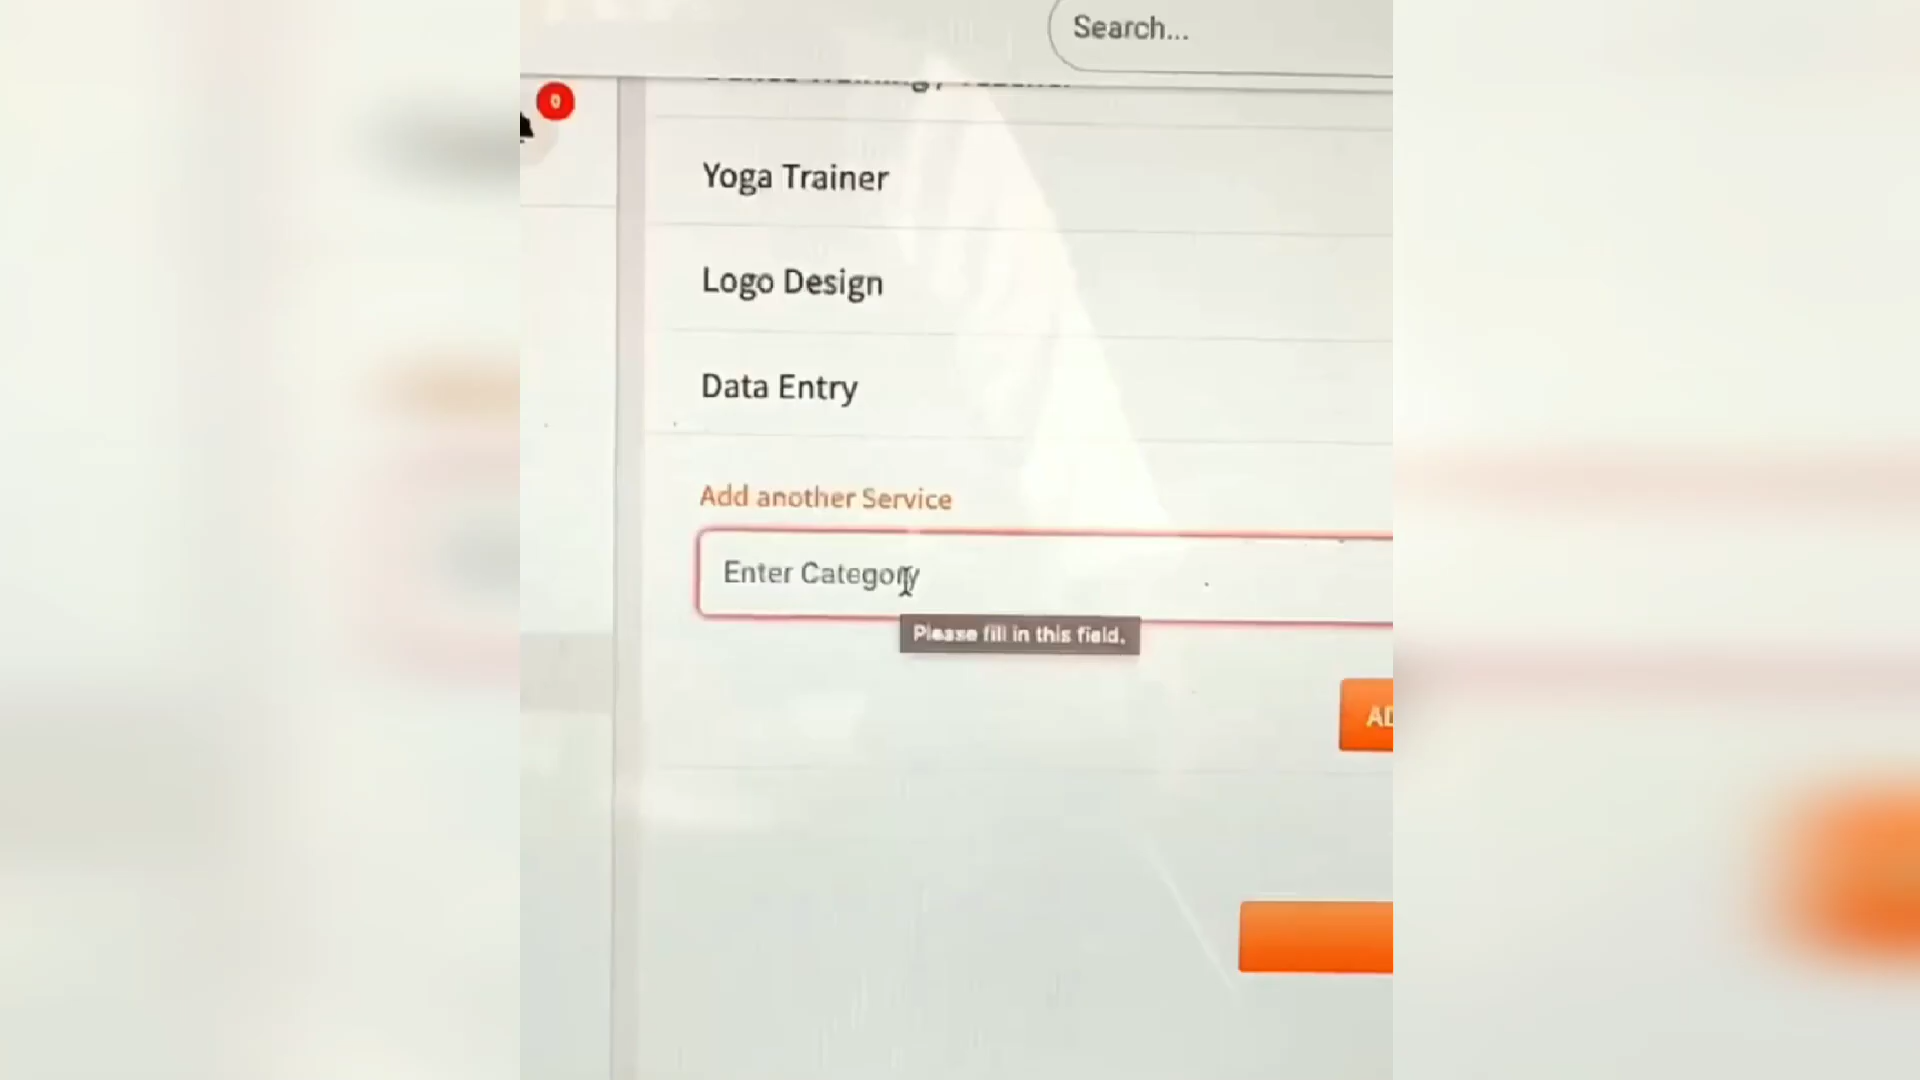 Search...
0
Yoga Trainer
Logo Design
Data Entry
Add another Service
Enter Category
Please fill in this field.